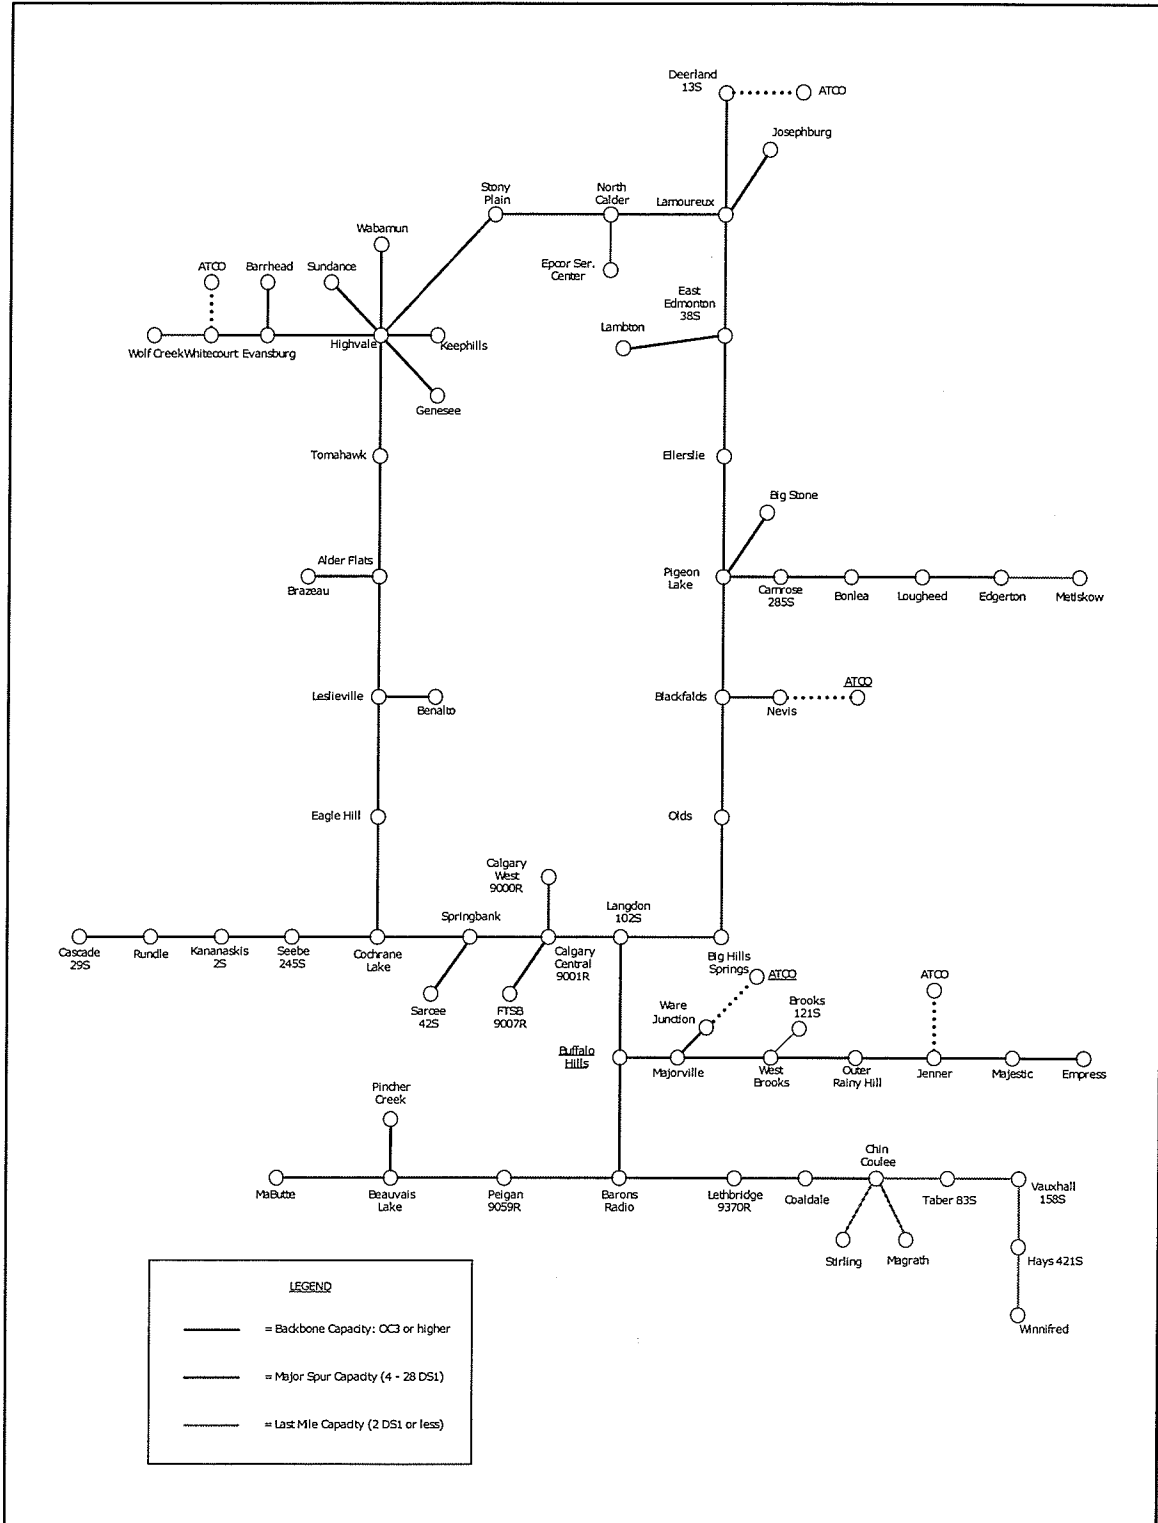 Deerland
13S
ATCO
Josephburg
Stony
Plain
North
Calder
Lamoureux
Wabamun
ATCO
Barrhead
Sundance
Epcor Ser.
Center
East
Edmonton
38S
Lambton
Wolf Creek
Whitecourt
Evansburg
Highvale
Keephills
Genesee
Tomahawk
Ellerslie
Big Stone
Alder Flats
Brazeau
Pigeon
Lake
Camrose
285S
Bonlea
Lougheed
Edgerton
Metiskow
Leslieville
Benalto
Blackfalds
Nevis
ATCO
Eagle Hill
Olds
Calgary
West
9000R
Springbank
Langdon
102S
Cascade
29S
Rundle
Kananaskis
2S
Seebe
245S
Cochrane
Lake
Calgary
Central
9001R
Big Hills
Springs
Sarcee
42S
FTSB
9007R
ATCO
ATCO
Ware
Junction
Brooks
121S
Buffalo
Hills
Majorville
West
Brooks
Outer
Rainy Hill
Jenner
Majestic
Empress
Pincher
Creek
Chin
Coulee
MaButte
Beauvais
Lake
Peigan
9059R
Barons
Radio
Lethbridge
9370R
Coaldale
Taber 83S
Vauxhall
158S
Stirling
Magrath
Hays 421S
Winnifred
LEGEND
= Backbone Capacity: OC3 or higher
= Major Spur Capacity (4 - 28 DS1)
= Last Mile Capacity (2 DS1 or less)